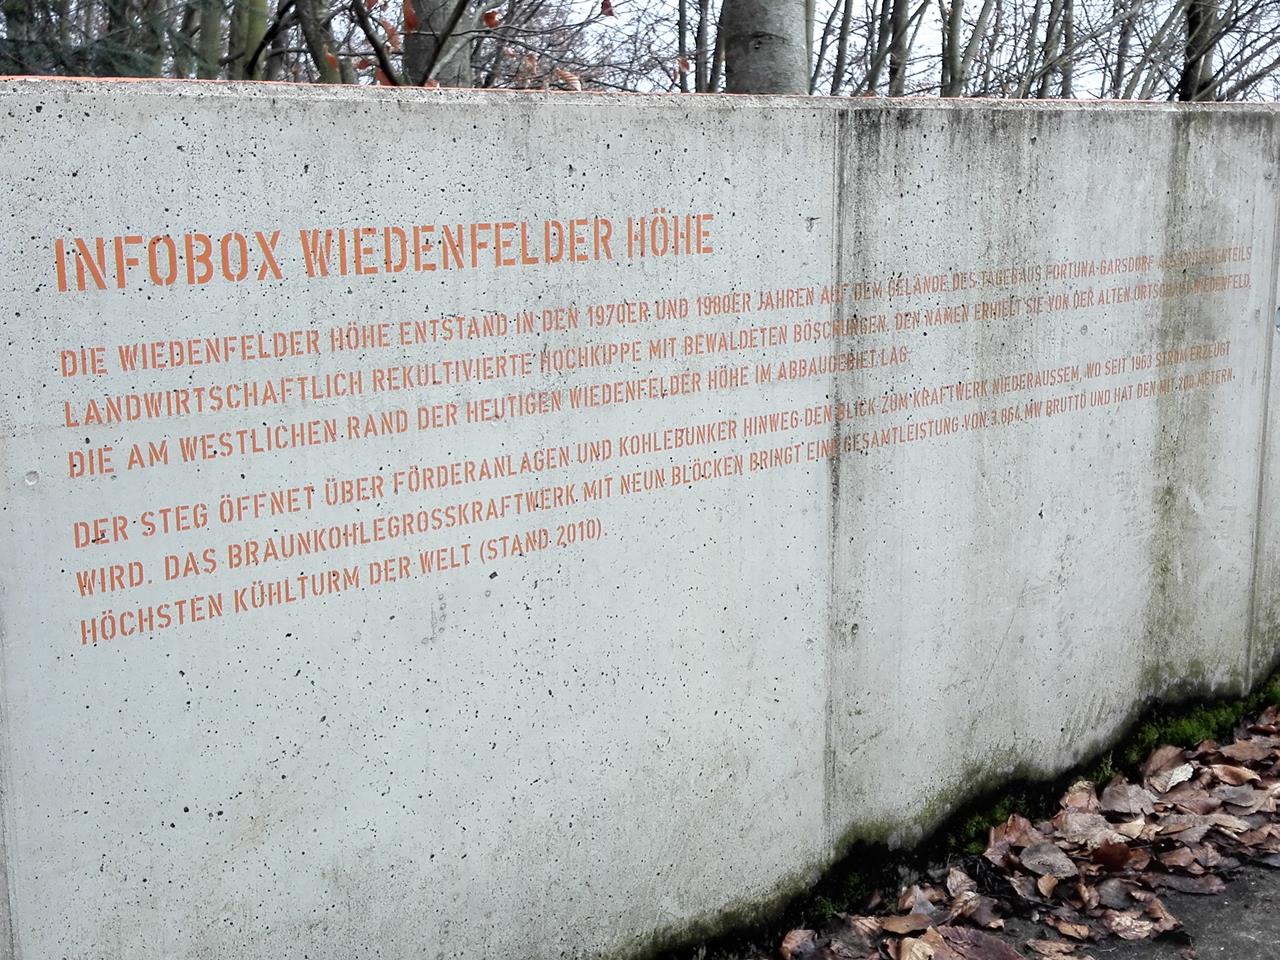 INFOBOX WIEDENFELDER HÖHE
DIE WIEDENFELDER HÖHE ENTSTAND IN DEN 1970ER UND 1980ER JAHREN AUF DEM GELÄNDE DES TAGEBAUS FORTUNA-GARSDORF ALS GRÖSSTENTEILS
LANDWIRTSCHAFTLICH REKULTIVIERTE HOCHKIPPE MIT BEWALDETEN BÖSCHUNGEN. DEN NAMEN ERHIELT SIE VON DER ALTEN ORTSCHAFT WIEDENFELD,
DIE AM WESTLICHEN RAND DER HEUTIGEN WIEDENFELDER HÖHE IM ABBAUGEBIET LAG.
DER STEG ÖFFNET ÜBER FÖRDERANLAGEN UND KOHLEBUNKER HINWEG DEN BLICK ZUM KRAFTWERK NIEDERAUSSEM, WO SEIT 1963 STROM ERZEUGT
WIRD. DAS BRAUNKOHLEGROSSKRAFTWERK MIT NEUN BLÖCKEN BRINGT EINE GESAMTLEISTUNG VON 3.864 MW BRUTTO UND HAT DEN MIT 200 METERN
HÖCHSTEN KÜHLTURM DER WELT (STAND 2010).